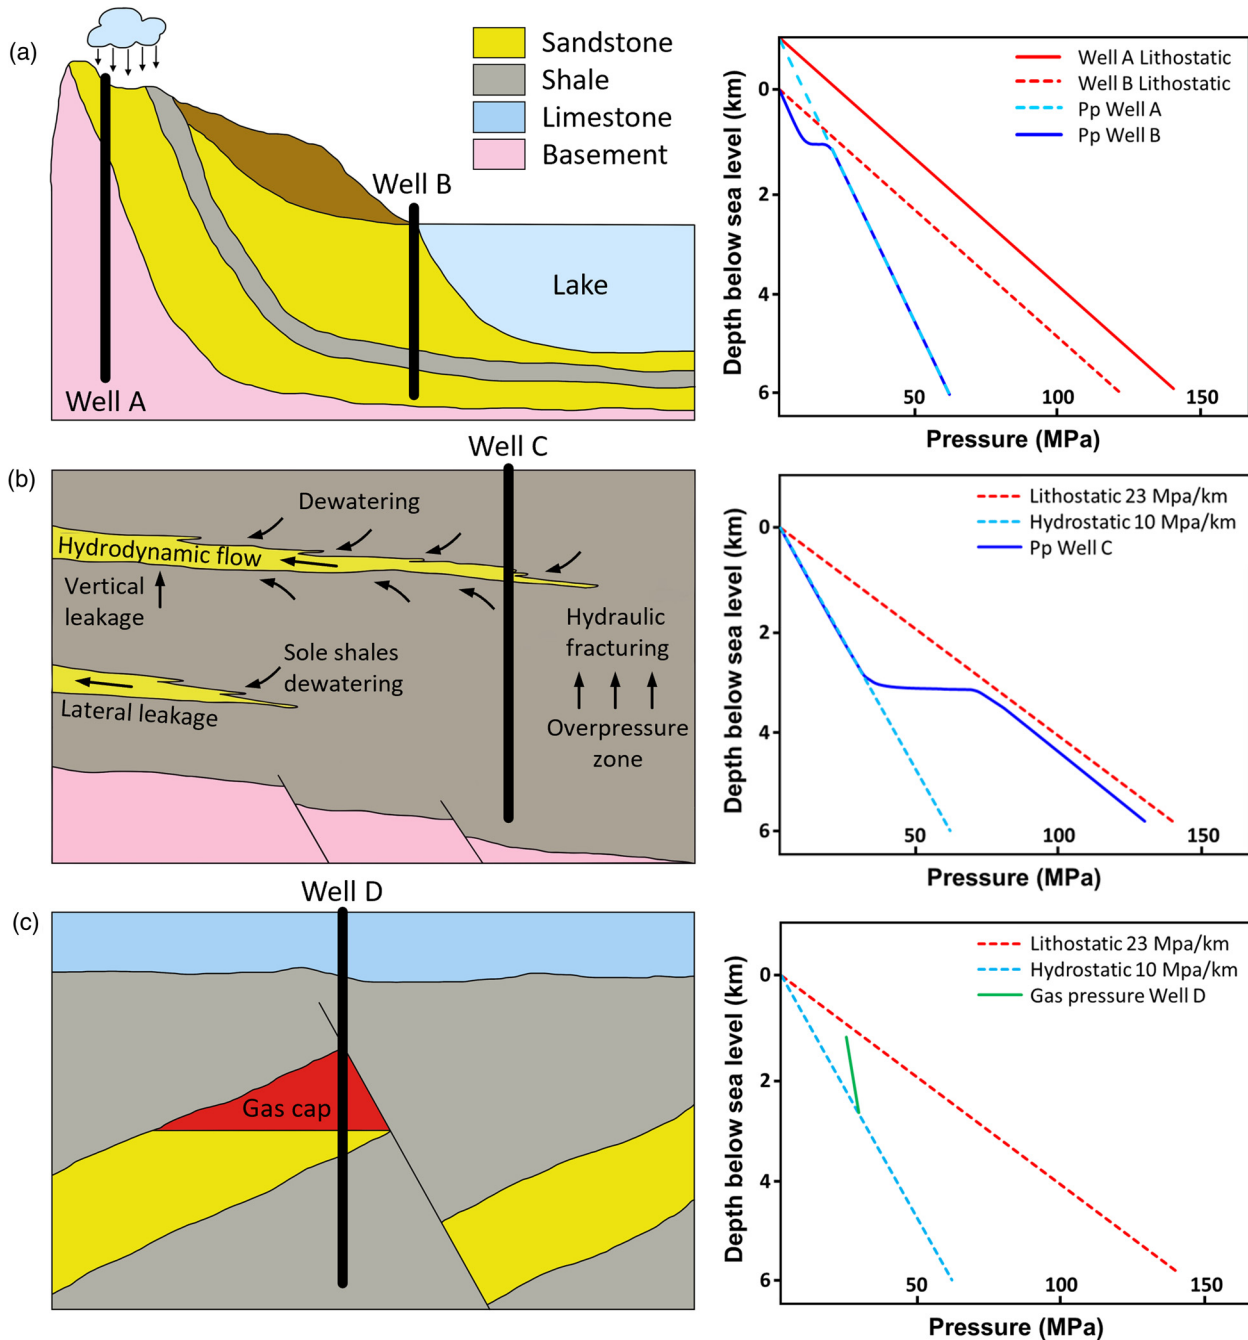 (a)
Sandstone
Shale
Limestone
Basement
Well B
Lake
Well A
Well A Lithostatic
Well B Lithostatic
Pp Well A
Pp Well B
Depth below sea level (km)
0
2
4
6
50
100
150
Pressure (MPa)
(b)
Well C
Dewatering
Hydrodynamic flow
Vertical
leakage
Hydraulic
fracturing
Sole shales
dewatering
Lateral leakage
Overpressure
zone
Lithostatic 23 Mpa/km
Hydrostatic 10 Mpa/km
Pp Well C
Depth below sea level (km)
0
2
4
6
50
100
150
Pressure (MPa)
(c)
Well D
Gas cap
Lithostatic 23 Mpa/km
Hydrostatic 10 Mpa/km
Gas pressure Well D
Depth below sea level (km)
0
2
4
6
50
100
150
Pressure (MPa)